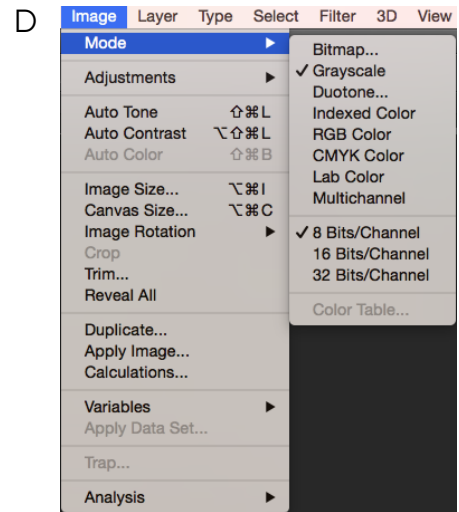 D
Image Layer Type Select Filter 3D View
Mode ▶
Adjustments ▶
Auto Tone ⇧⌘L
Auto Contrast ⌥⇧⌘L
Auto Color ⇧⌘B
Image Size... ⌥⌘I
Canvas Size... ⌥⌘C
Image Rotation ▶
Crop
Trim...
Reveal All
Duplicate...
Apply Image...
Calculations...
Variables ▶
Apply Data Set...
Trap...
Analysis ▶
Bitmap...
✓ Grayscale
Duotone...
Indexed Color
RGB Color
CMYK Color
Lab Color
Multichannel
✓ 8 Bits/Channel
16 Bits/Channel
32 Bits/Channel
Color Table...